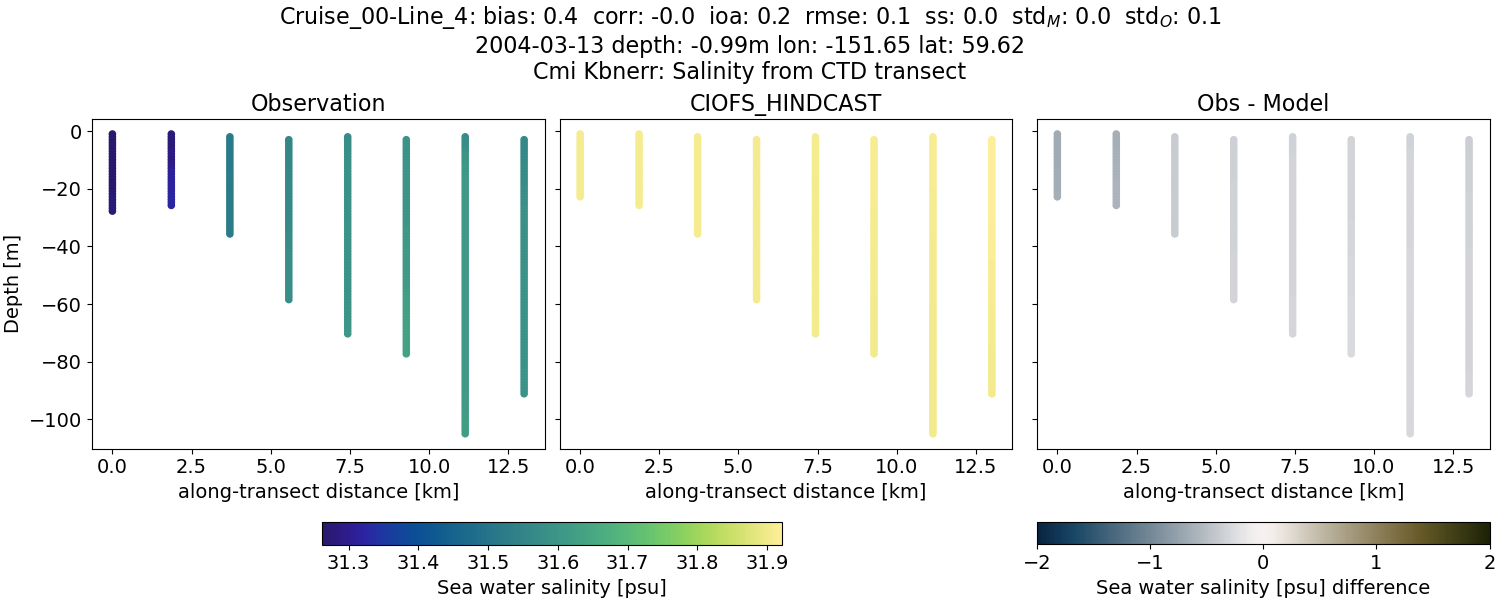 Cruise_00-Line_4: bias: 0.4 corr: -0.0 ioa: 0.2 rmse: 0.1 ss: 0.0 std_M: 0.0 std_O: 0.1
2004-03-13 depth: -0.99m lon: -151.65 lat: 59.62
Cmi Kbnerr: Salinity from CTD transect
Observation
CIOFS_HINDCAST
Obs - Model
Depth [m]
0
−20
−40
−60
−80
−100
0.0 2.5 5.0 7.5 10.0 12.5
0.0 2.5 5.0 7.5 10.0 12.5
0.0 2.5 5.0 7.5 10.0 12.5
along-transect distance [km]
along-transect distance [km]
along-transect distance [km]
31.3 31.4 31.5 31.6 31.7 31.8 31.9
Sea water salinity [psu]
−2 −1 0 1 2
Sea water salinity [psu] difference